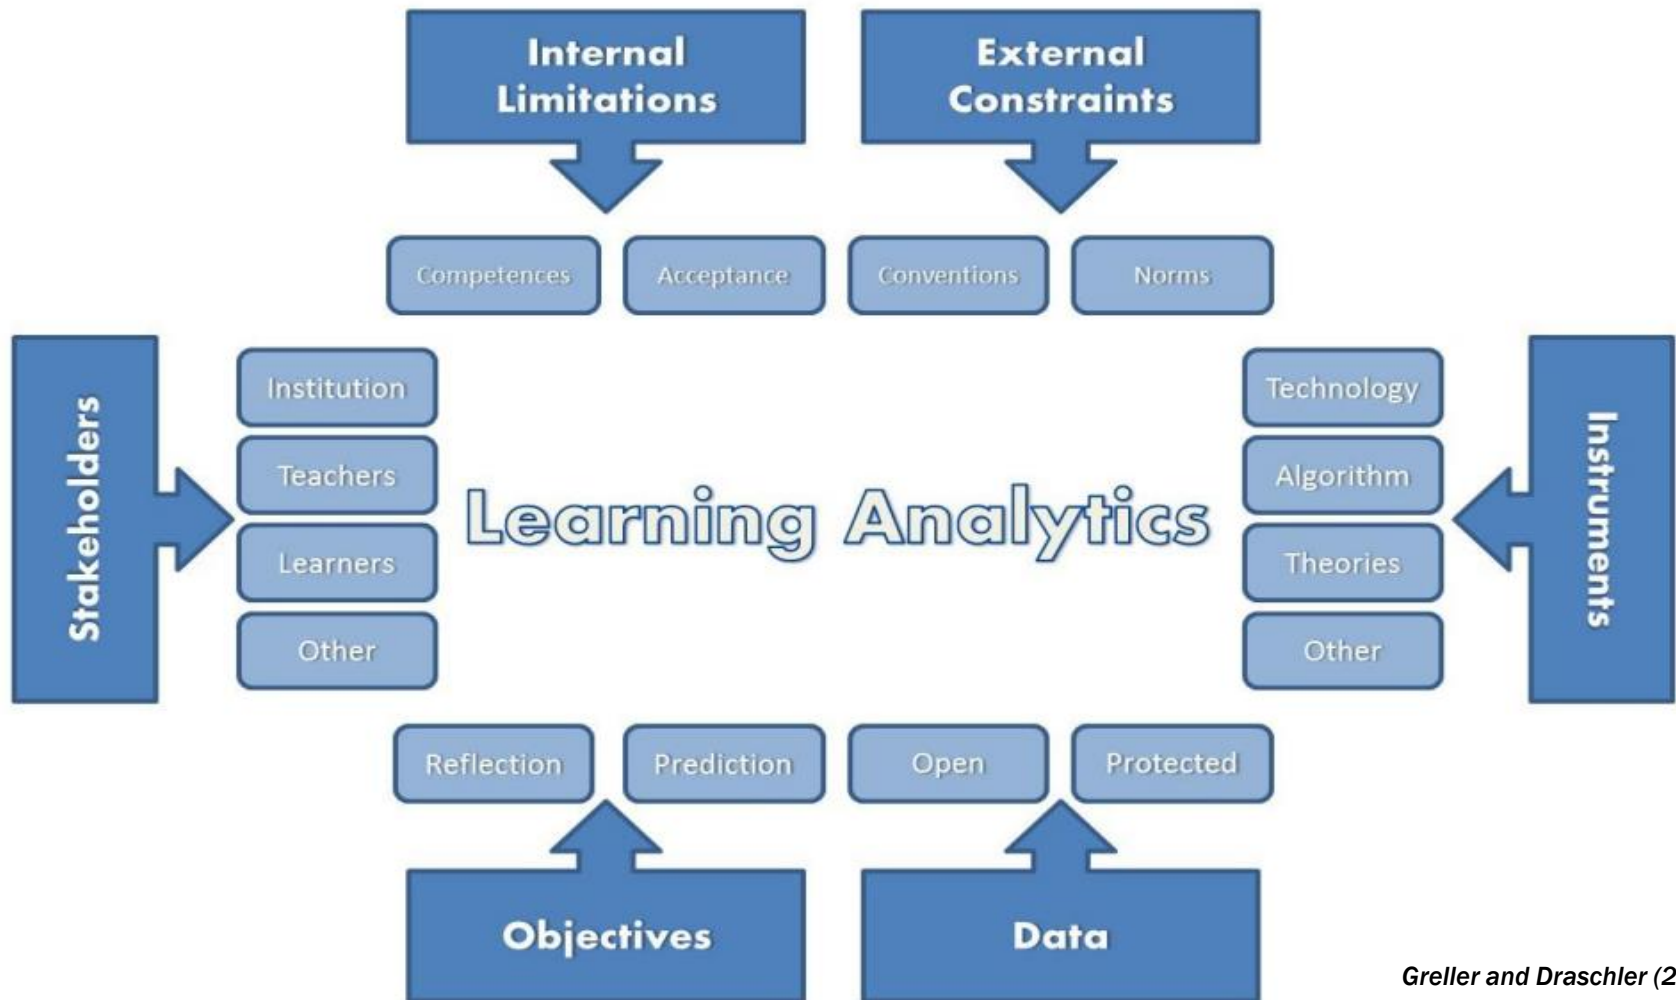 Internal
Limitations
External
Constraints
Competences
Acceptance
Conventions
Norms
Stakeholders
Institution
Teachers
Learners
Other
Learning Analytics
Technology
Algorithm
Theories
Other
Instruments
Reflection
Prediction
Open
Protected
Objectives
Data
Greller and Draschler (2